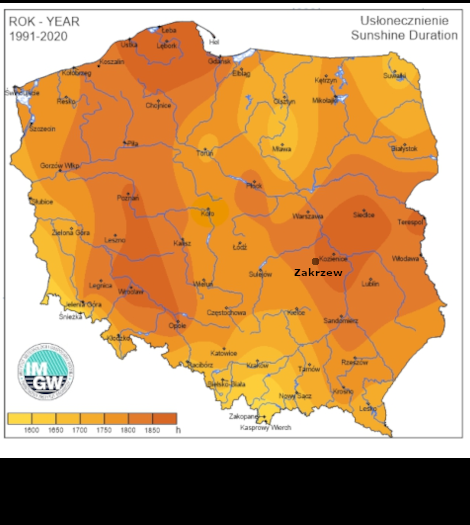 ROK - YEAR
1991-2020
Usłonecznienie
Sunshine Duration
Łeba
Hel
Ustka
Lębork
Koszalin
Gdańsk
Elbląg
Kołobrzeg
Suwałki
Kętrzyn
Świnoujście
Resko
Chojnice
Olsztyn
Mikołajki
Szczecin
Piła
Toruń
Mława
Białystok
Gorzów Wlkp
Płock
Słubice
Poznań
Koło
Warszawa
Siedlce
Terespol
Zielona Góra
Leszno
Kalisz
Łódź
Kozienice
Włodawa
Zakrzew
Sulejów
Legnica
Wrocław
Wieluń
Lublin
Jelenia Góra
Śnieżka
Opole
Częstochowa
Kielce
Sandomierz
Kłodzko
Katowice
Racibórz
Kraków
Tarnów
Rzeszów
Bielsko-Biała
Nowy Sącz
Krosno
Lesko
Zakopane
Kasprowy Wierch
IM
GW
1600 1650 1700 1750 1800 1850 h